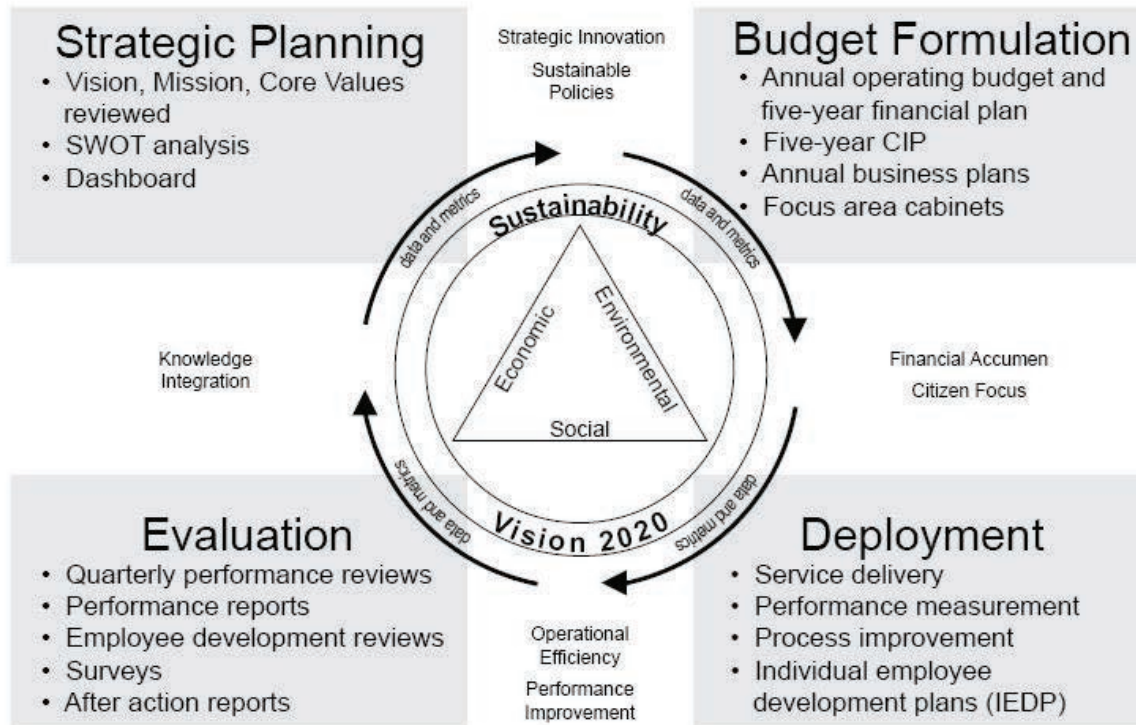 Strategic Planning
• Vision, Mission, Core Values
reviewed
• SWOT analysis
• Dashboard
Strategic Innovation
Sustainable
Policies
Budget Formulation
• Annual operating budget and
five-year financial plan
• Five-year CIP
• Annual business plans
• Focus area cabinets
data and metrics
Sustainability
data and metrics
Economic
Environmental
Social
Knowledge
Integration
Financial Accumen
Citizen Focus
data and metrics
Vision 2020
data and metrics
Evaluation
• Quarterly performance reviews
• Performance reports
• Employee development reviews
• Surveys
• After action reports
Operational
Efficiency
Performance
Improvement
Deployment
• Service delivery
• Performance measurement
• Process improvement
• Individual employee
development plans (IEDP)